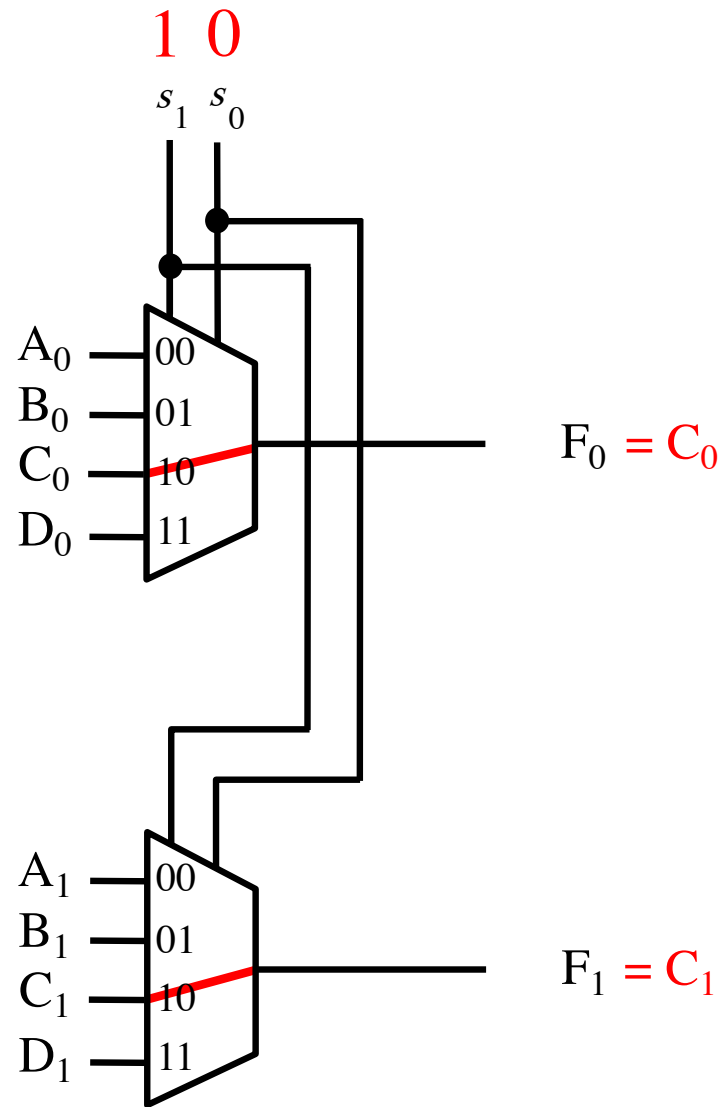 1 0
s₁ s₀
A₀ 00
B₀ 01
C₀ 10 F₀ = C₀
D₀ 11
A₁ 00
B₁ 01
C₁ 10 F₁ = C₁
D₁ 11